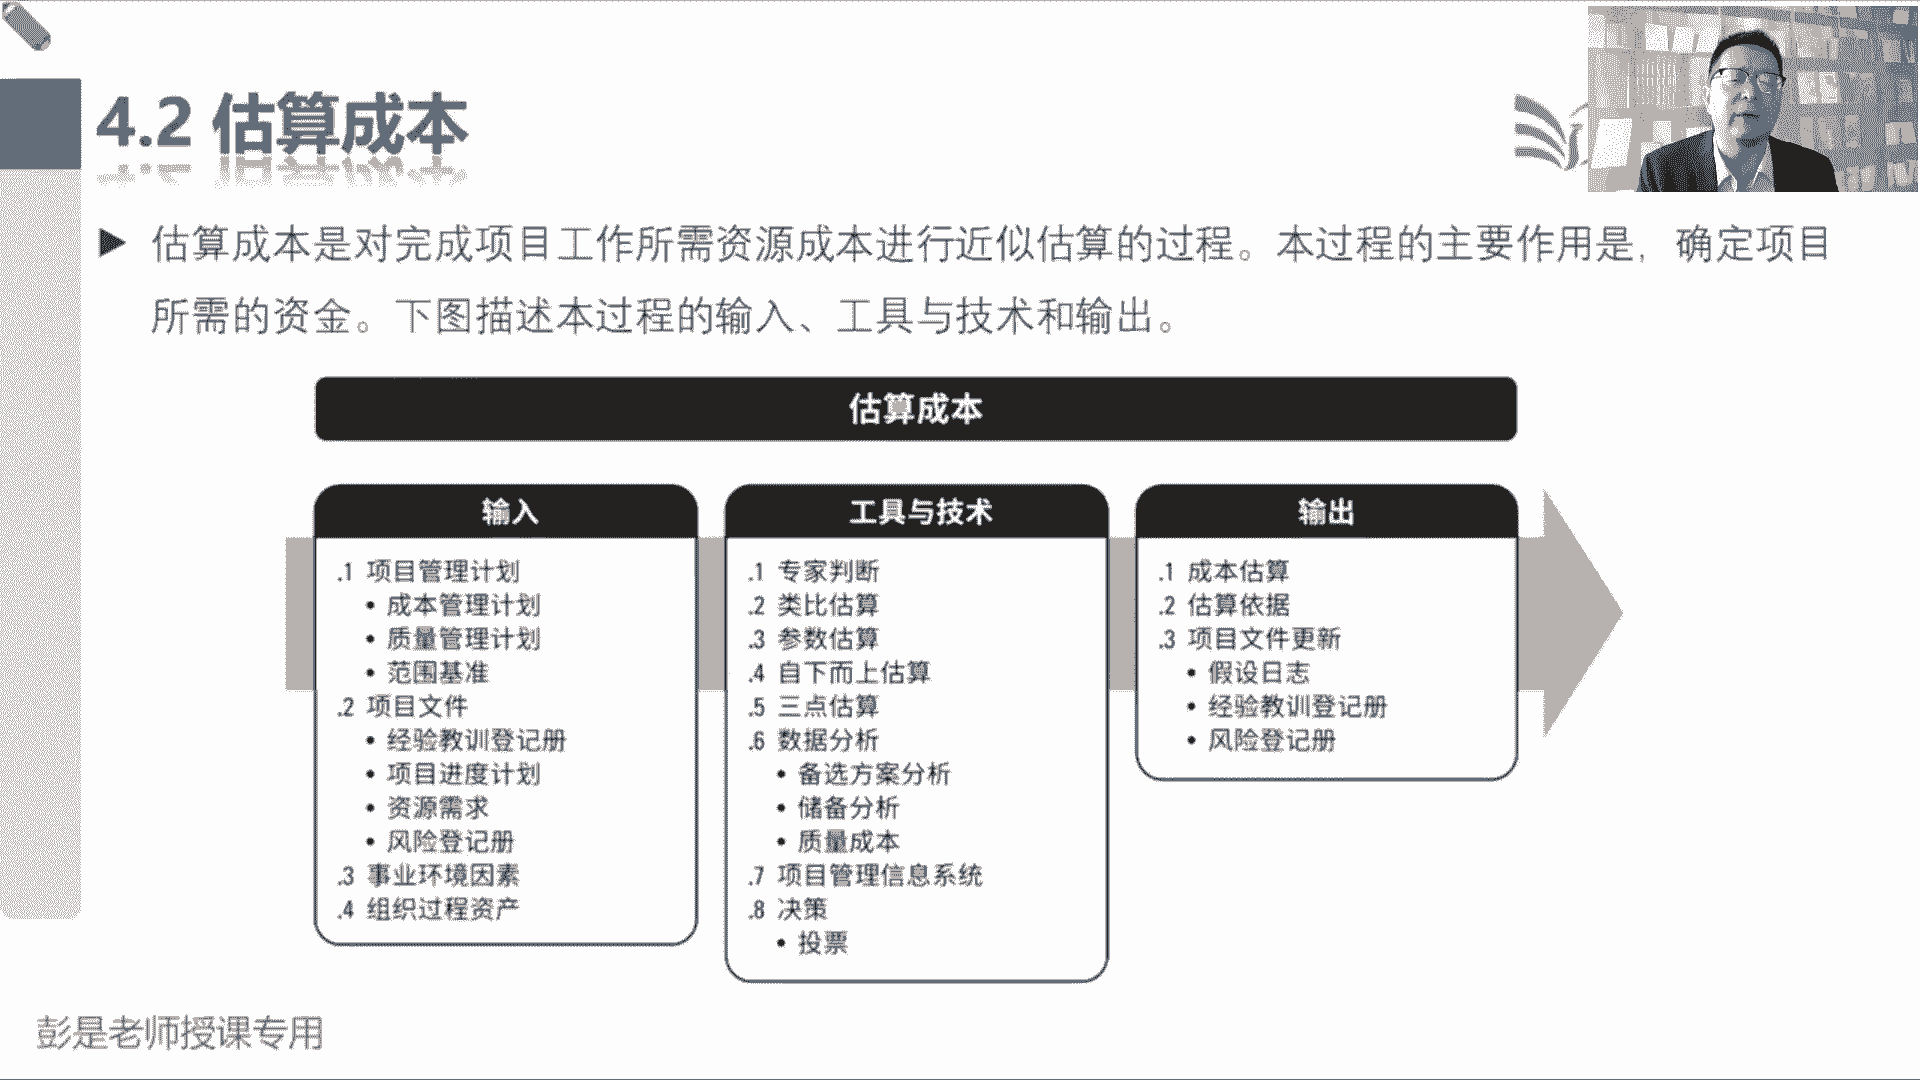 4.2 估算成本
估算成本是对完成项目工作所需资源成本进行近似估算的过程。本过程的主要作用是，确定项目
所需的资金。下图描述本过程的输入、工具与技术和输出。
估算成本
输入
.1 项目管理计划
• 成本管理计划
• 质量管理计划
• 范围基准
.2 项目文件
• 经验教训登记册
• 项目进度计划
• 资源需求
• 风险登记册
.3 事业环境因素
.4 组织过程资产
工具与技术
.1 专家判断
.2 类比估算
.3 参数估算
.4 自下而上估算
.5 三点估算
.6 数据分析
• 备选方案分析
• 储备分析
• 质量成本
.7 项目管理信息系统
.8 决策
• 投票
输出
.1 成本估算
.2 估算依据
.3 项目文件更新
• 假设日志
• 经验教训登记册
• 风险登记册
彭是老师授课专用